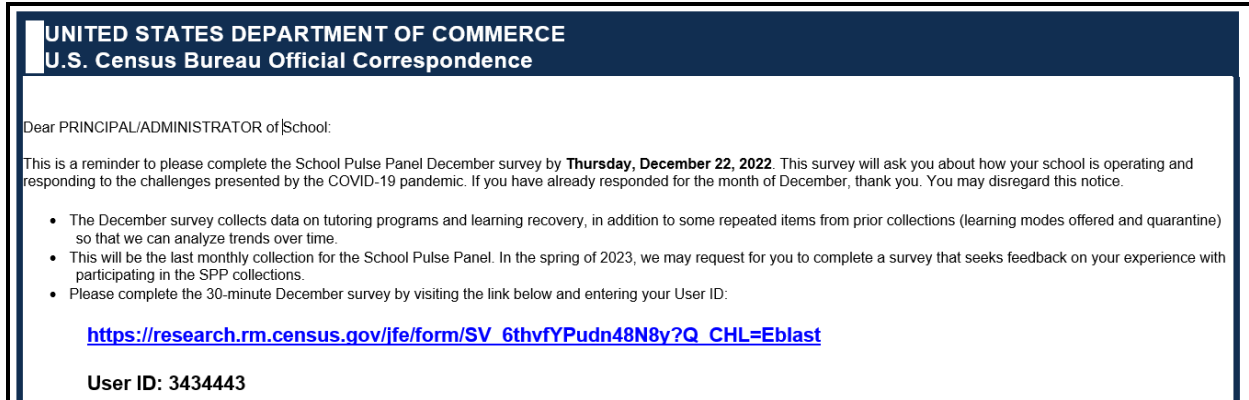 UNITED STATES DEPARTMENT OF COMMERCE
U.S. Census Bureau Official Correspondence
Dear PRINCIPAL/ADMINISTRATOR of School:
This is a reminder to please complete the School Pulse Panel December survey by Thursday, December 22, 2022. This survey will ask you about how your school is operating and
responding to the challenges presented by the COVID-19 pandemic. If you have already responded for the month of December, thank you. You may disregard this notice.
• The December survey collects data on tutoring programs and learning recovery, in addition to some repeated items from prior collections (learning modes offered and quarantine)
so that we can analyze trends over time.
• This will be the last monthly collection for the School Pulse Panel. In the spring of 2023, we may request for you to complete a survey that seeks feedback on your experience with
participating in the SPP collections.
• Please complete the 30-minute December survey by visiting the link below and entering your User ID:
https://research.rm.census.gov/jfe/form/SV_6thvfYPudn48N8y?Q_CHL=Eblast
User ID: 3434443